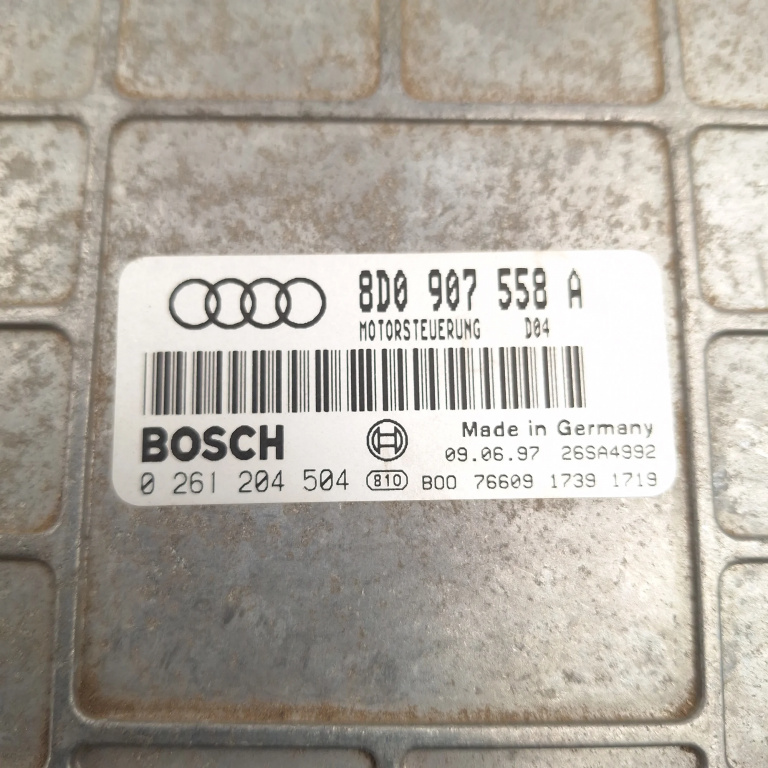 8D0 907 558 A
MOTORSTEUERUNG D04
BOSCH
Made in Germany
09.06.97 26SA4992
0 261 204 504 810 B00 76609 1739 1719